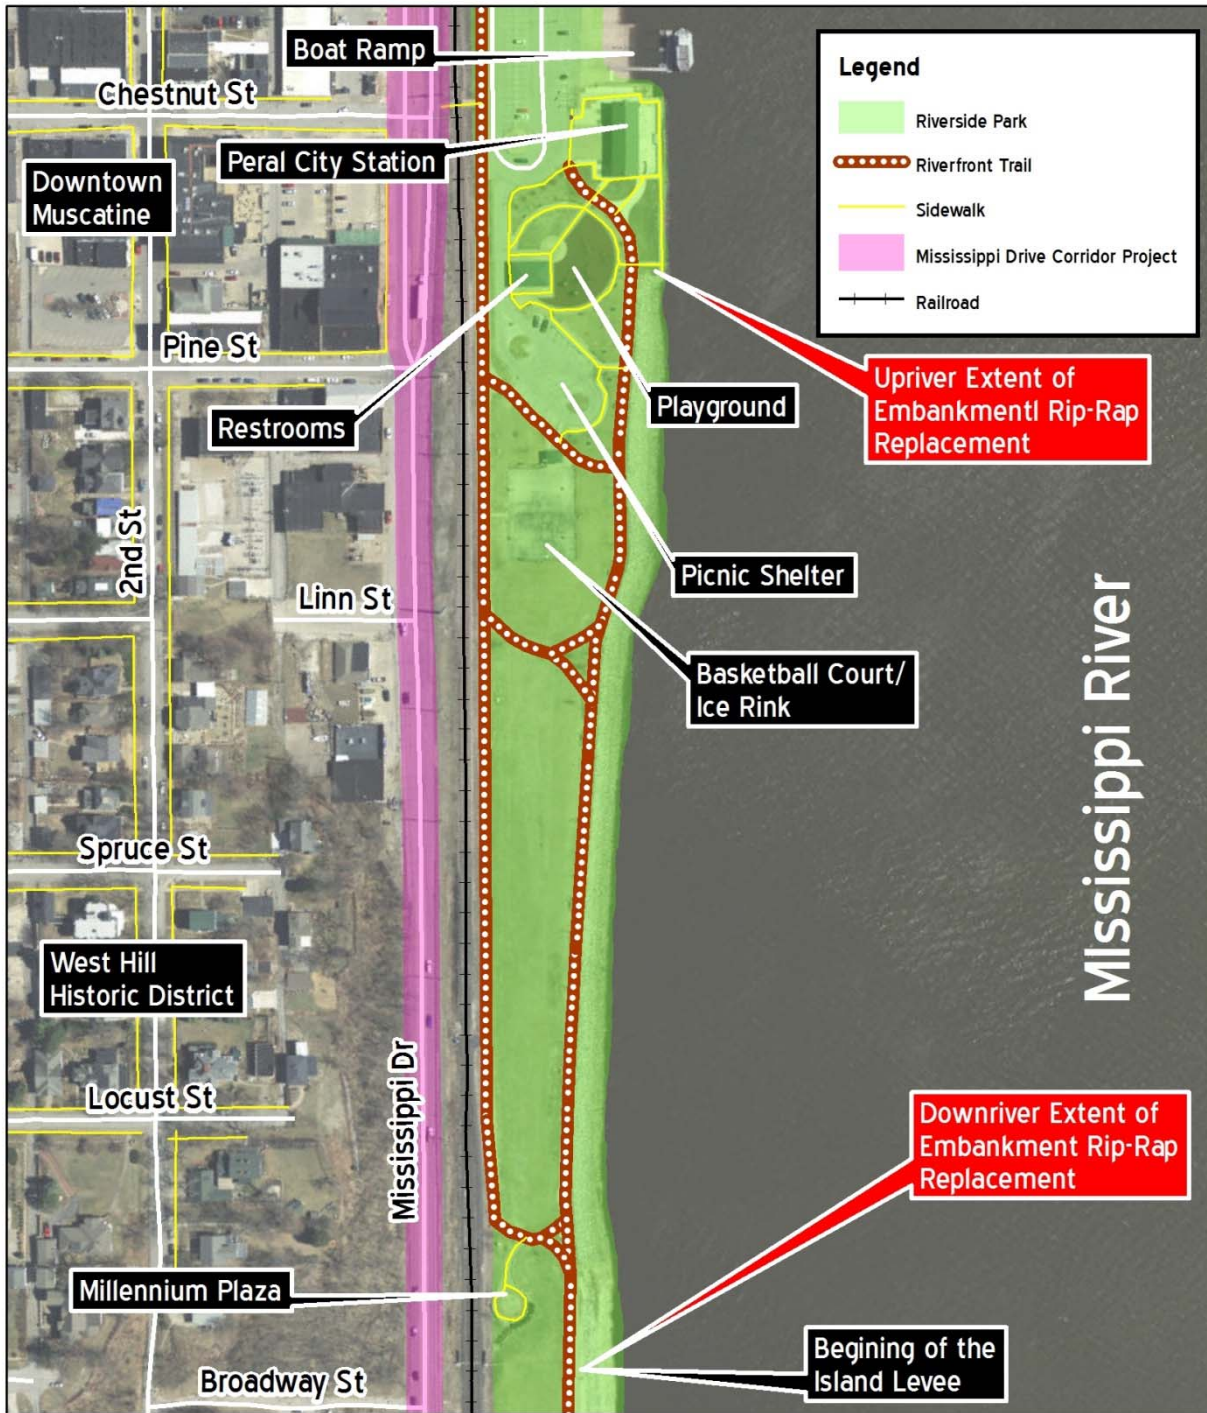 Boat Ramp
Legend
Riverside Park
Riverfront Trail
Sidewalk
Mississippi Drive Corridor Project
Railroad
Chestnut St
Peral City Station
Downtown
Muscatine
Pine St
Restrooms
Playground
Upriver Extent of
Embankmentl Rip-Rap
Replacement
2nd St
Linn St
Picnic Shelter
Basketball Court/
Ice Rink
MIssissippi River
Spruce St
West Hill
Historic District
Locust St
Mississippi Dr
Downriver Extent of
Embankment Rip-Rap
Replacement
Millennium Plaza
Begining of the
Island Levee
Broadway St